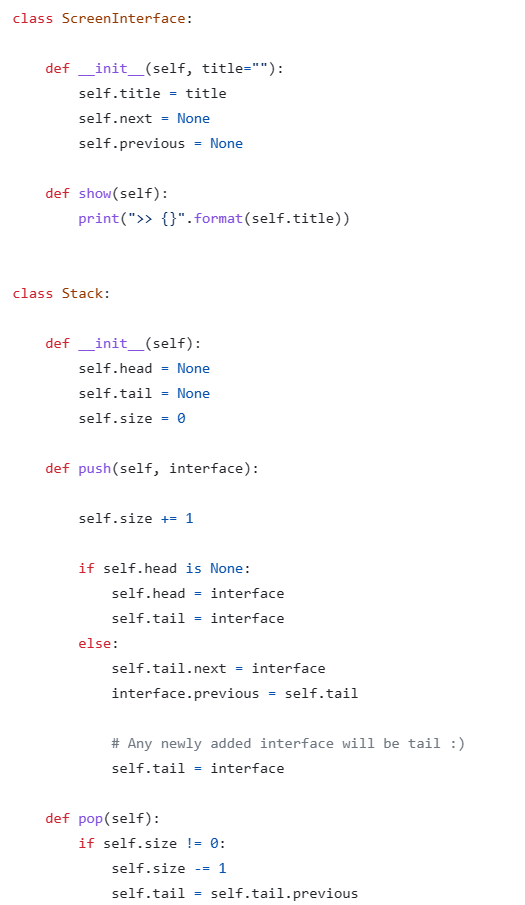 class ScreenInterface:
    def __init__(self, title=""):
        self.title = title
        self.next = None
        self.previous = None
    def show(self):
        print(">> {}".format(self.title))
class Stack:
    def __init__(self):
        self.head = None
        self.tail = None
        self.size = 0
    def push(self, interface):
        self.size += 1
        if self.head is None:
            self.head = interface
            self.tail = interface
        else:
            self.tail.next = interface
            interface.previous = self.tail
            # Any newly added interface will be tail :)
            self.tail = interface
    def pop(self):
        if self.size != 0:
            self.size -= 1
            self.tail = self.tail.previous